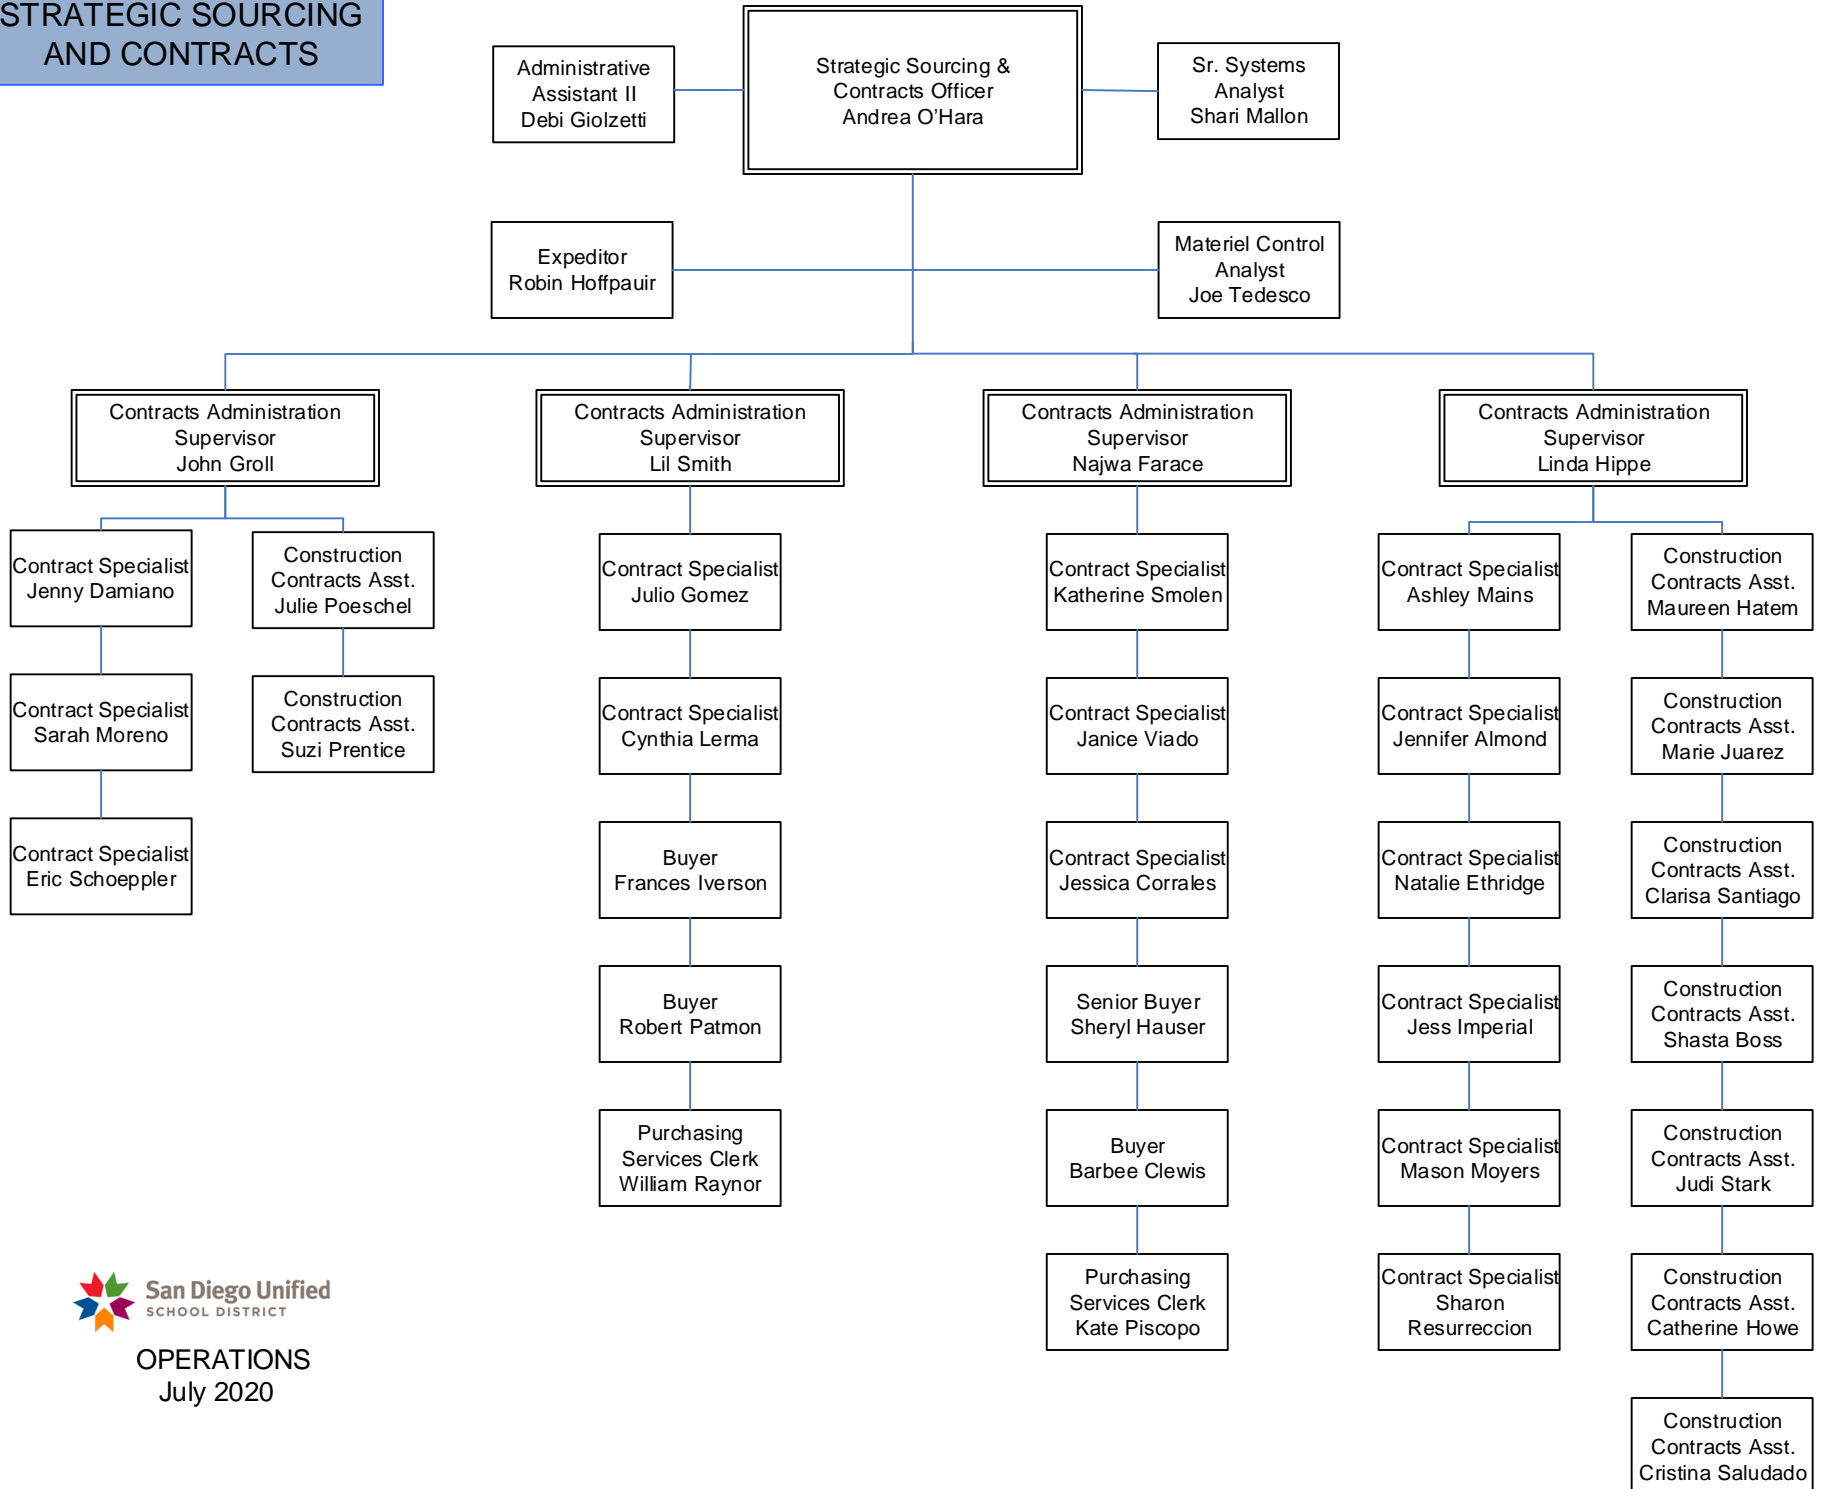 STRATEGIC SOURCING
AND CONTRACTS
Administrative
Assistant II
Debi Giolzetti
Strategic Sourcing &
Contracts Officer
Andrea O'Hara
Sr. Systems
Analyst
Shari Mallon
Expeditor
Robin Hoffpauir
Materiel Control
Analyst
Joe Tedesco
Contracts Administration
Supervisor
John Groll
Contracts Administration
Supervisor
Lil Smith
Contracts Administration
Supervisor
Najwa Farace
Contracts Administration
Supervisor
Linda Hippe
Contract Specialist
Jenny Damiano
Contract Specialist
Sarah Moreno
Contract Specialist
Eric Schoeppler
Construction
Contracts Asst.
Julie Poeschel
Construction
Contracts Asst.
Suzi Prentice
Contract Specialist
Julio Gomez
Contract Specialist
Cynthia Lerma
Buyer
Frances Iverson
Buyer
Robert Patmon
Purchasing
Services Clerk
William Raynor
Contract Specialist
Katherine Smolen
Contract Specialist
Janice Viado
Contract Specialist
Jessica Corrales
Senior Buyer
Sheryl Hauser
Buyer
Barbee Clewis
Purchasing
Services Clerk
Kate Piscopo
Contract Specialist
Ashley Mains
Contract Specialist
Jennifer Almond
Contract Specialist
Natalie Ethridge
Contract Specialist
Jess Imperial
Contract Specialist
Mason Moyers
Contract Specialist
Sharon
Resurreccion
Construction
Contracts Asst.
Maureen Hatem
Construction
Contracts Asst.
Marie Juarez
Construction
Contracts Asst.
Clarisa Santiago
Construction
Contracts Asst.
Shasta Boss
Construction
Contracts Asst.
Judi Stark
Construction
Contracts Asst.
Catherine Howe
Construction
Contracts Asst.
Cristina Saludado
San Diego Unified
SCHOOL DISTRICT
OPERATIONS
July 2020